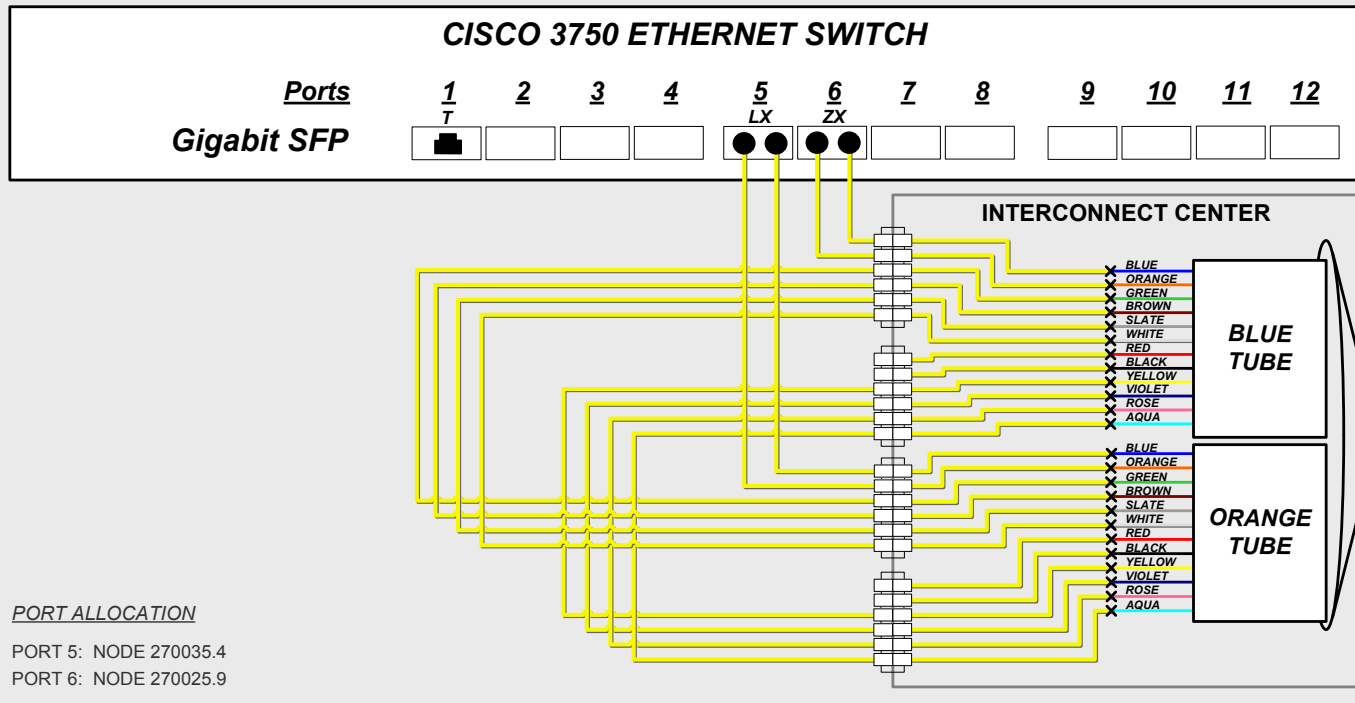 CISCO 3750 ETHERNET SWITCH
Ports 1 2 3 4 5 6 7 8 9 10 11 12
T LX ZX
Gigabit SFP
INTERCONNECT CENTER
BLUE
ORANGE
GREEN
BROWN
SLATE
WHITE
RED
BLACK
YELLOW
VIOLET
ROSE
AQUA
BLUE
TUBE
BLUE
ORANGE
GREEN
BROWN
SLATE
WHITE
RED
BLACK
YELLOW
VIOLET
ROSE
AQUA
ORANGE
TUBE
PORT ALLOCATION
PORT 5: NODE 270035.4
PORT 6: NODE 270025.9